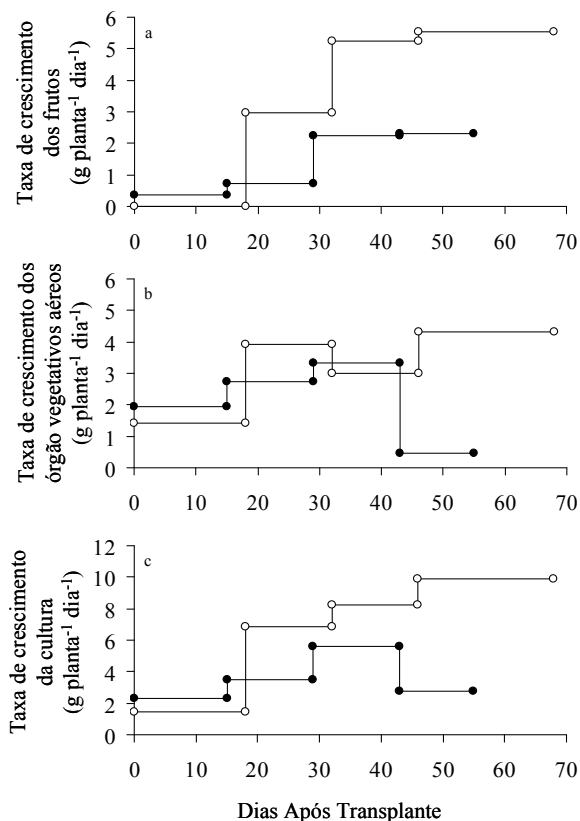 Taxa de crescimento
dos frutos
(g planta⁻¹ dia⁻¹)
a
6
5
4
3
2
1
0
0 10 20 30 40 50 60 70
Taxa de crescimento dos
órgão vegetativos aéreos
(g planta⁻¹ dia⁻¹)
b
6
5
4
3
2
1
0
0 10 20 30 40 50 60 70
Taxa de crescimento
da cultura
(g planta⁻¹ dia⁻¹)
c
12
10
8
6
4
2
0
0 10 20 30 40 50 60 70
Dias Após Transplante